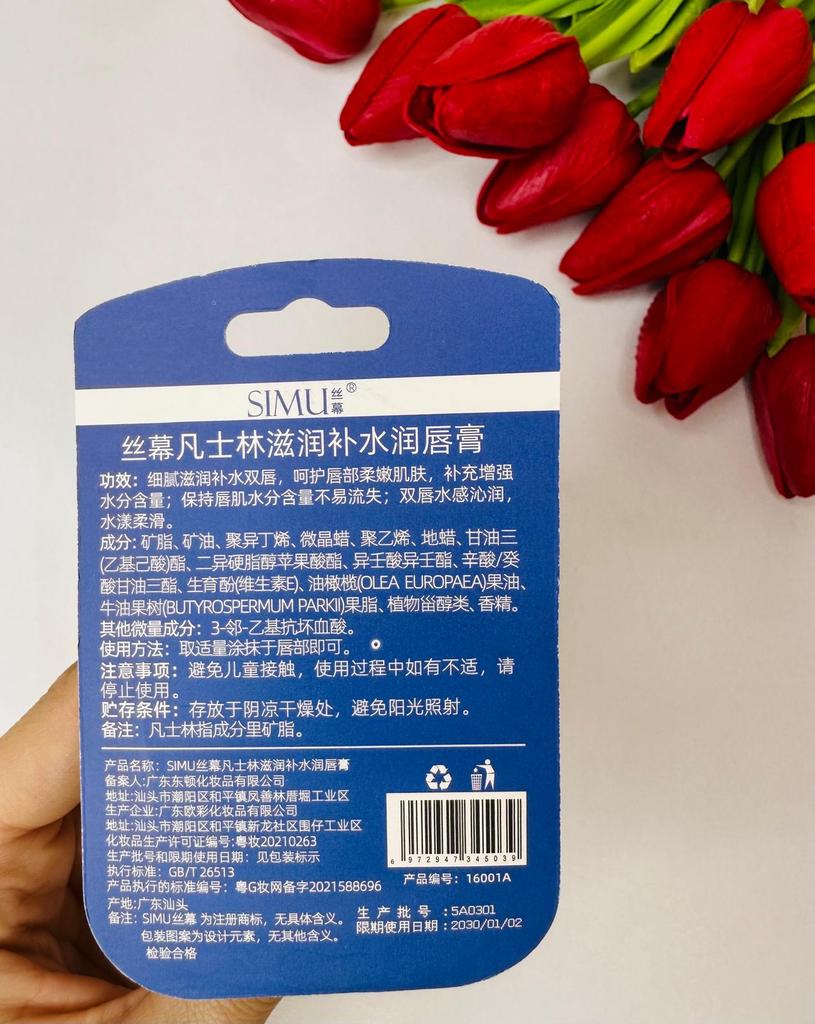 SIMU丝幕®
丝幕凡士林滋润补水润唇膏
功效：细腻滋润补水双唇，呵护唇部柔嫩肌肤，补充增强
水分含量；保持唇肌水分含量不易流失；双唇水感沁润，
水漾柔滑。
成分: 矿脂、矿油、聚异丁烯、微晶蜡、聚乙烯、地蜡、甘油三
(乙基己酸)酯、二异硬脂醇苹果酸酯、异壬酸异壬酯、辛酸/癸
酸甘油三酯、生育酚(维生素E)、油橄榄(OLEA EUROPAEA)果油、
牛油果树(BUTYROSPERMUM PARKII)果脂、植物甾醇类、香精。
其他微量成分：3-邻-乙基抗坏血酸。
使用方法：取适量涂抹于唇部即可。
注意事项：避免儿童接触，使用过程中如有不适，请
停止使用。
贮存条件：存放于阴凉干燥处，避免阳光照射。
备注：凡士林指成分里矿脂。
产品名称：SIMU丝幕凡士林滋润补水润唇膏
备案人:广东东顿化妆品有限公司
地址:汕头市潮阳区和平镇凤善林厝堀工业区
生产企业:广东欧彩化妆品有限公司
地址:汕头市潮阳区和平镇新龙社区围仔工业区
化妆品生产许可证编号:粤妆20210263
生产批号和限期使用日期：见包装标示
执行标准：GB/T 26513
产品执行的标准编号：粤G妆网备字2021588696
产地:广东汕头
备注：SIMU丝幕 为注册商标，无具体含义。
包装图案为设计元素，无其他含义。
检验合格
6 972947 345039
产品编号：16001A
生产批号:5A0301
限期使用日期:2030/01/02